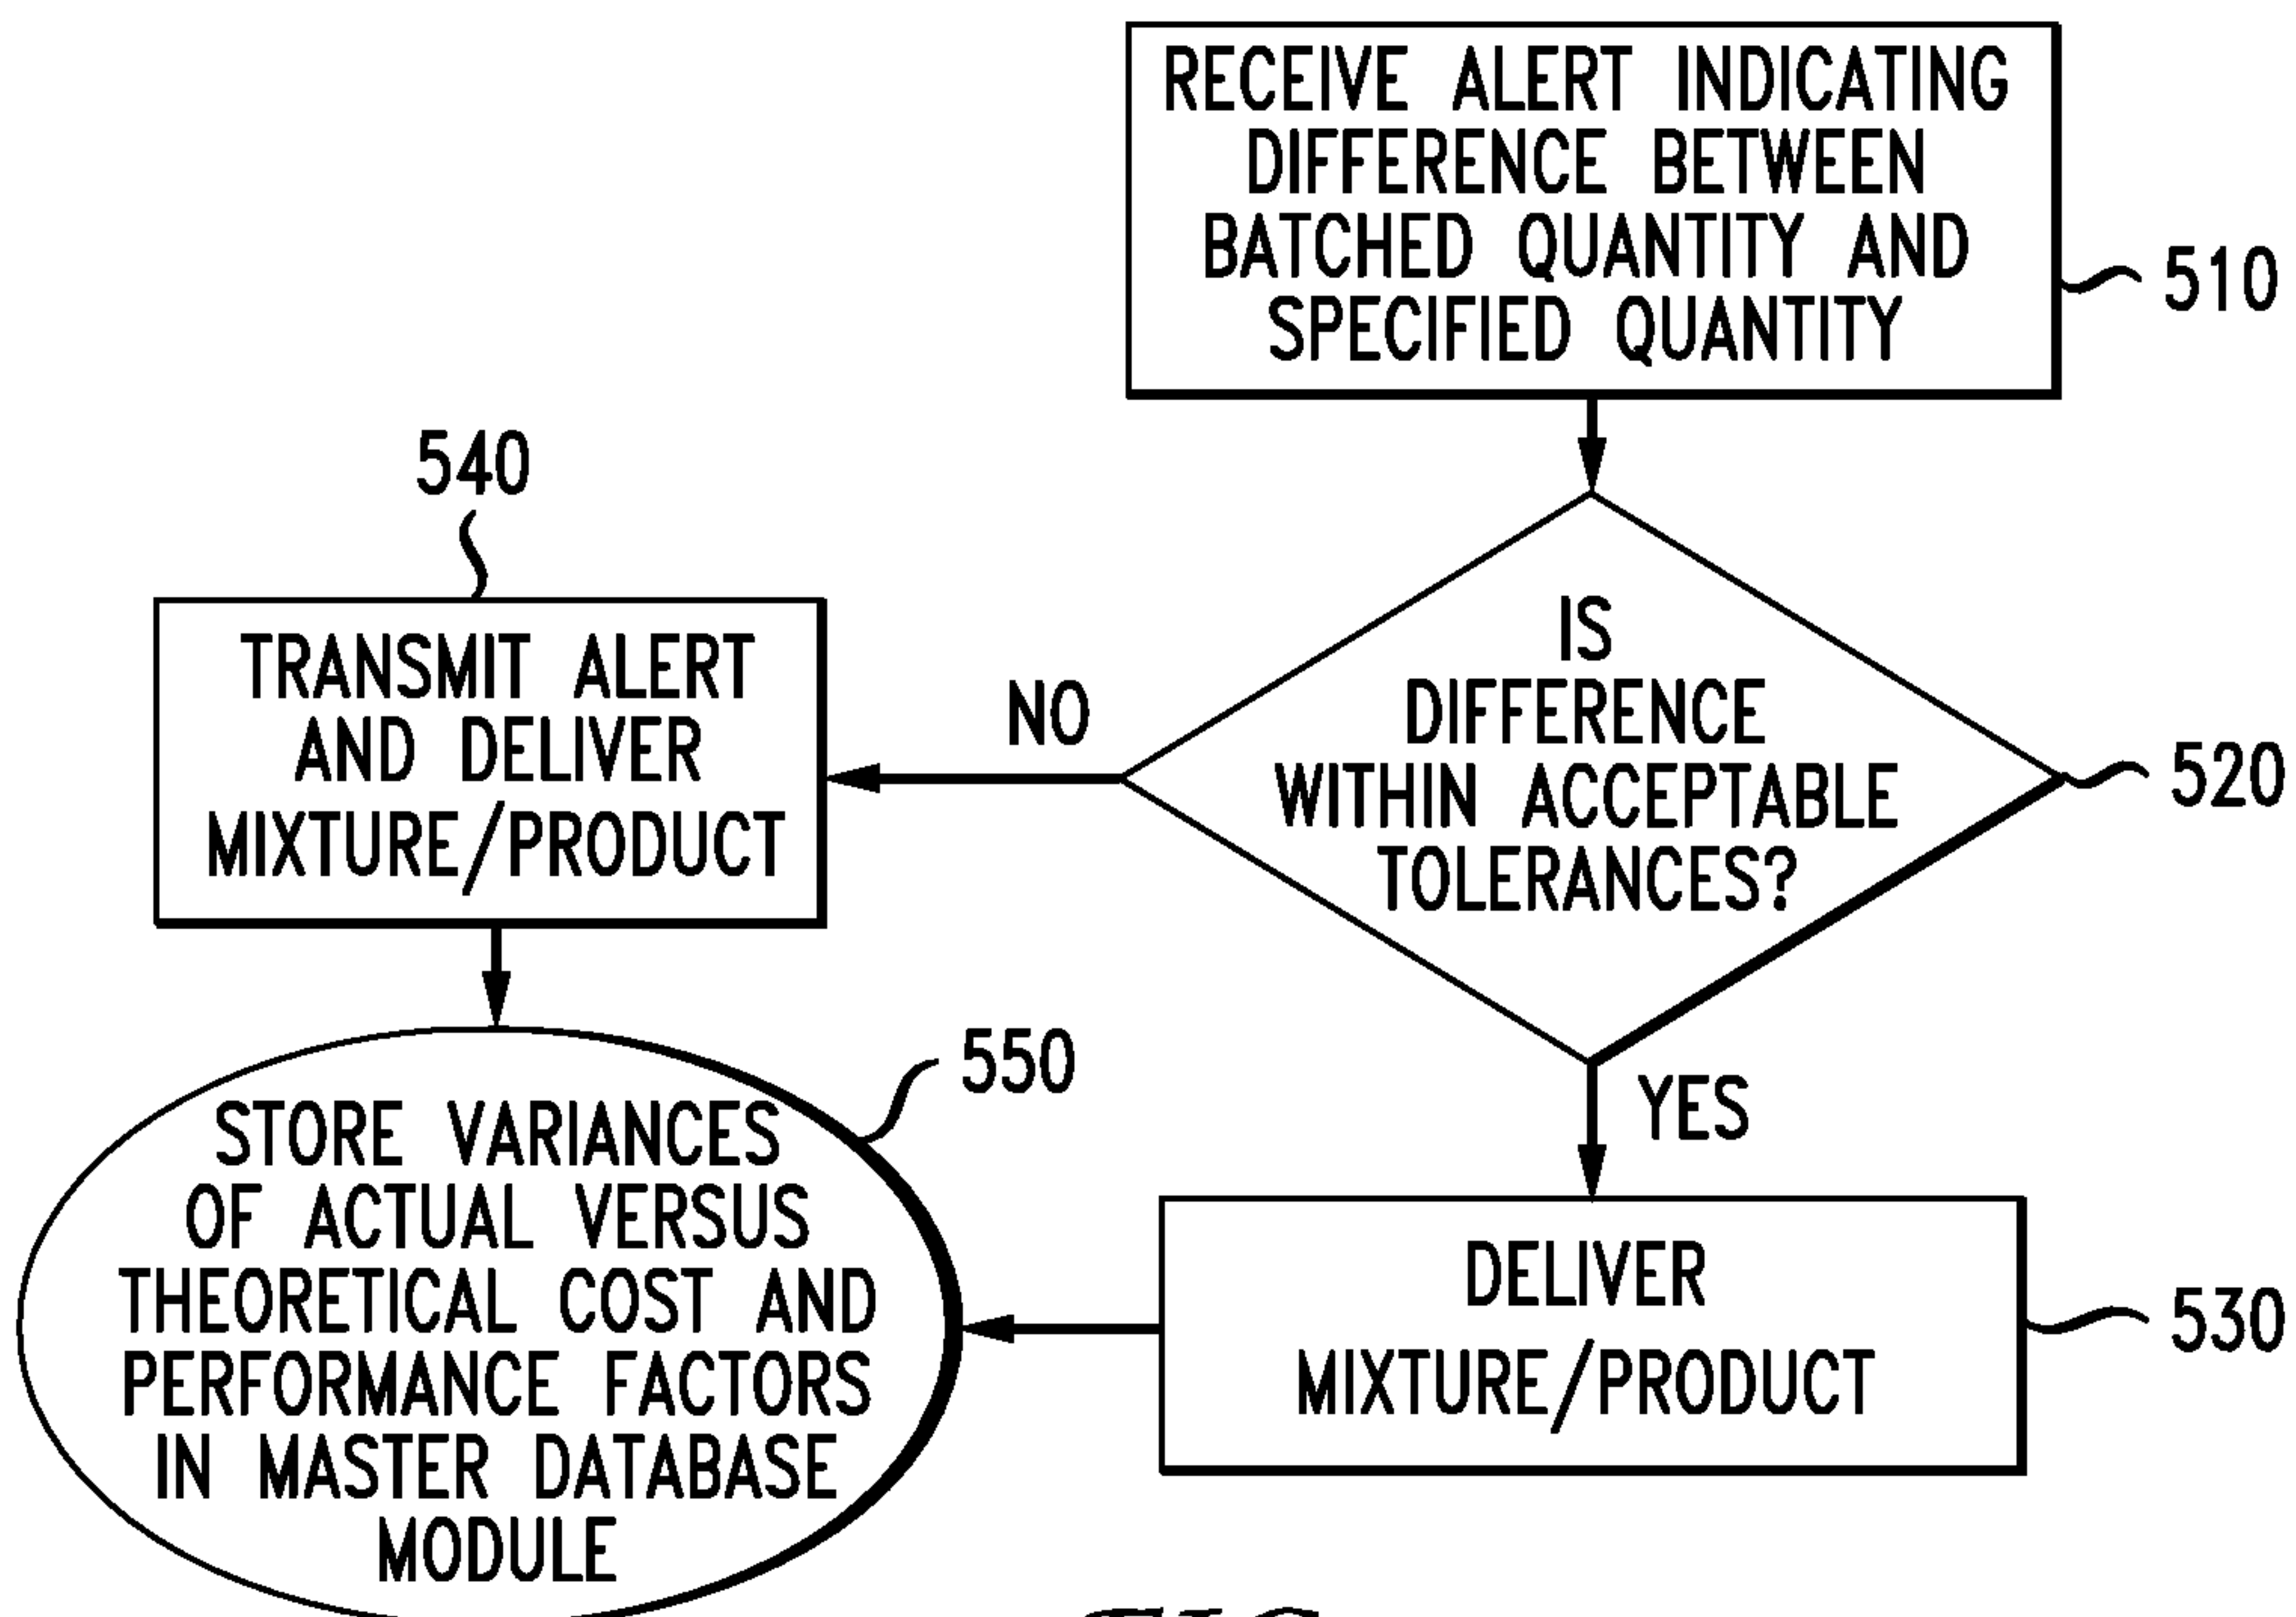 RECEIVE ALERT INDICATING
DIFFERENCE BETWEEN
BATCHED QUANTITY AND
SPECIFIED QUANTITY
510
540
TRANSMIT ALERT
AND DELIVER
MIXTURE/PRODUCT
NO
IS
DIFFERENCE
WITHIN ACCEPTABLE
TOLERANCES?
520
YES
550
STORE VARIANCES
OF ACTUAL VERSUS
THEORETICAL COST AND
PERFORMANCE FACTORS
IN MASTER DATABASE
MODULE
DELIVER
MIXTURE/PRODUCT
530